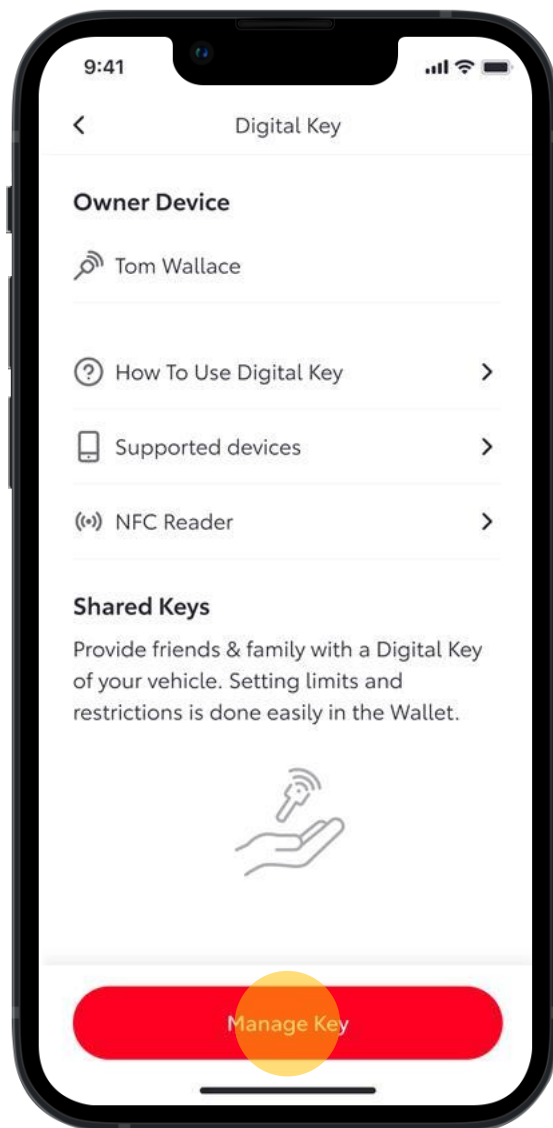 9:41
Digital Key
Owner Device
Tom Wallace
How To Use Digital Key
Supported devices
NFC Reader
Shared Keys
Provide friends & family with a Digital Key
of your vehicle. Setting limits and
restrictions is done easily in the Wallet.
Manage Key